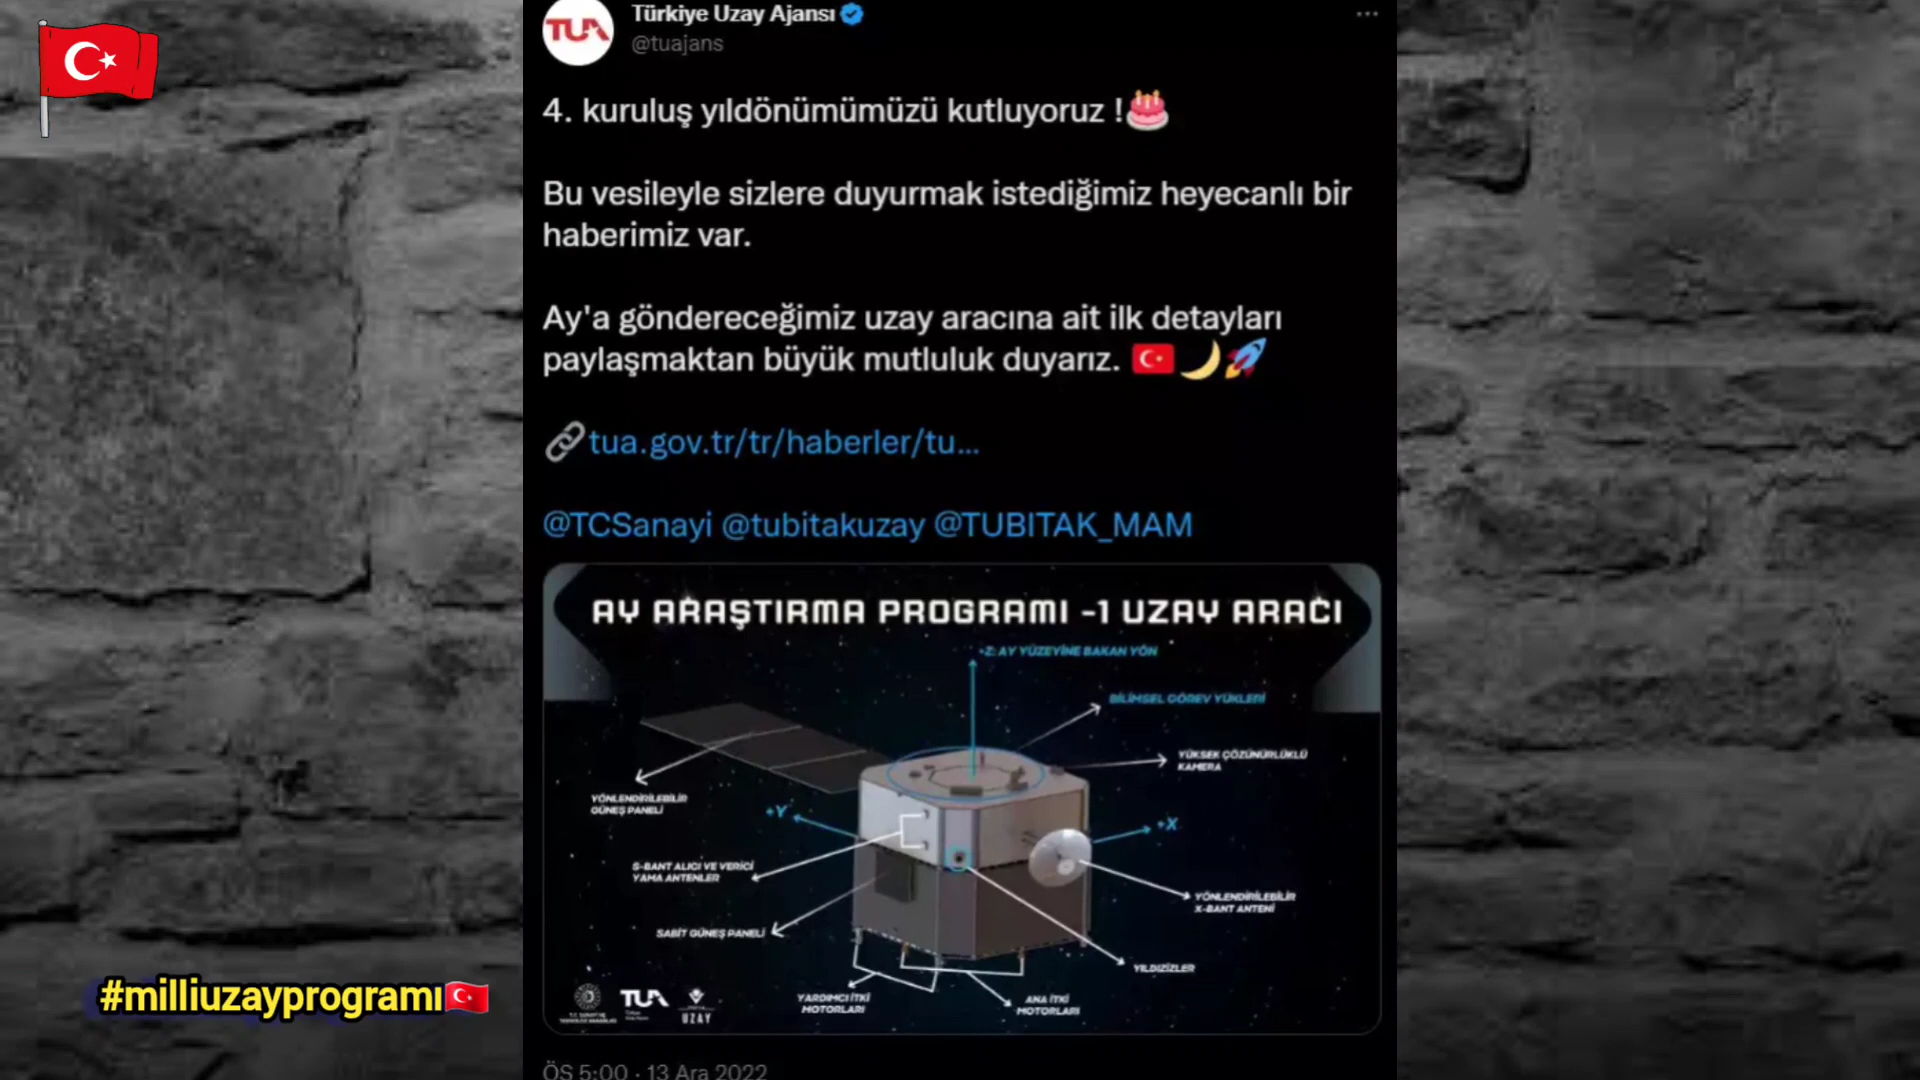 TUA
Türkiye Uzay Ajansı
@tuajans
4. kuruluş yıldönümümüzü kutluyoruz !🎂
Bu vesileyle sizlere duyurmak istediğimiz heyecanlı bir
haberimiz var.
Ay'a göndereceğimiz uzay aracına ait ilk detayları
paylaşmaktan büyük mutluluk duyarız. 🇹🇷🌙🚀
🔗tua.gov.tr/tr/haberler/tu...
@TCSanayi @tubitakuzay @TUBITAK_MAM
AY ARAŞTIRMA PROGRAMI -1 UZAY ARACI
-Z: AY YÜZEYİNE BAKAN YÖN
BİLİMSEL GÖREV YÜKLERİ
YÜKSEK ÇÖZÜNÜRLÜKLÜ
KAMERA
YÖNLENDİRİLEBİLİR
GÜNEŞ PANELİ
+Y
+X
S-BANT ALICI VE VERİCİ
YAMA ANTENLER
YÖNLENDİRİLEBİLİR
X-BANT ANTENİ
SABİT GÜNEŞ PANELİ
YILDIZİZLER
YARDIMCI İTKİ
MOTORLARI
ANA İTKİ
MOTORLARI
TUA
UZAY
#milliuzayprogramı🇹🇷
ÖS 5:00 · 13 Ara 2022